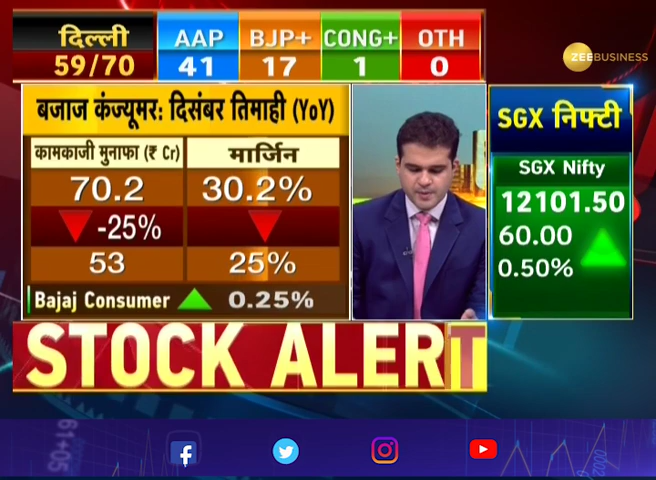 दिल्ली
59/70
AAP
41
BJP+
17
CONG+
1
OTH
0
ZEEBUSINESS
बजाज कंज्यूमर: दिसंबर तिमाही (YoY)
कामकाजी मुनाफा (₹ Cr)
मार्जिन
70.2
30.2%
-25%
53
25%
Bajaj Consumer
0.25%
SGX निफ्टी
SGX Nifty
12101.50
60.00
0.50%
STOCK ALERT